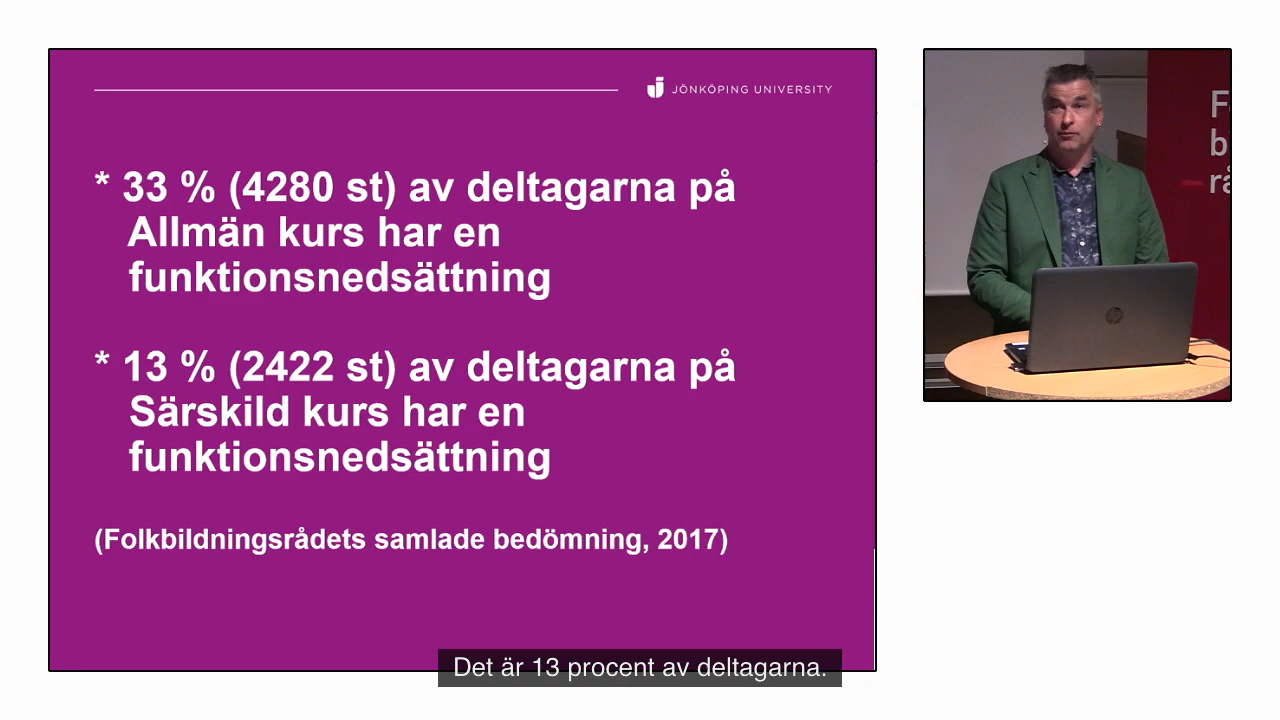 JÖNKÖPING UNIVERSITY
* 33 % (4280 st) av deltagarna på
Allmän kurs har en
funktionsnedsättning
* 13 % (2422 st) av deltagarna på
Särskild kurs har en
funktionsnedsättning
(Folkbildningsrådets samlade bedömning, 2017)
Det är 13 procent av deltagarna.